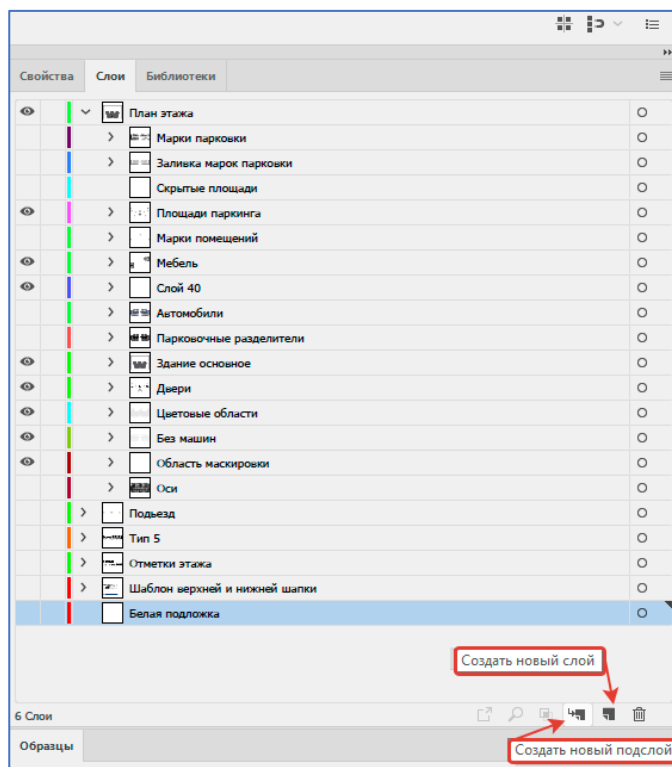 Свойства Слои Библиотеки
План этажа
Марки парковки
Заливка марок парковки
Скрытые площади
Площади паркинга
Марки помещений
Мебель
Слой 40
Автомобили
Парковочные разделители
Здание основное
Двери
Цветовые области
Без машин
Область маскировки
Оси
Подьезд
Тип 5
Отметки этажа
Шаблон верхней и нижней шапки
Белая подложка
Создать новый слой
6 Слои
Образцы
Создать новый подслой